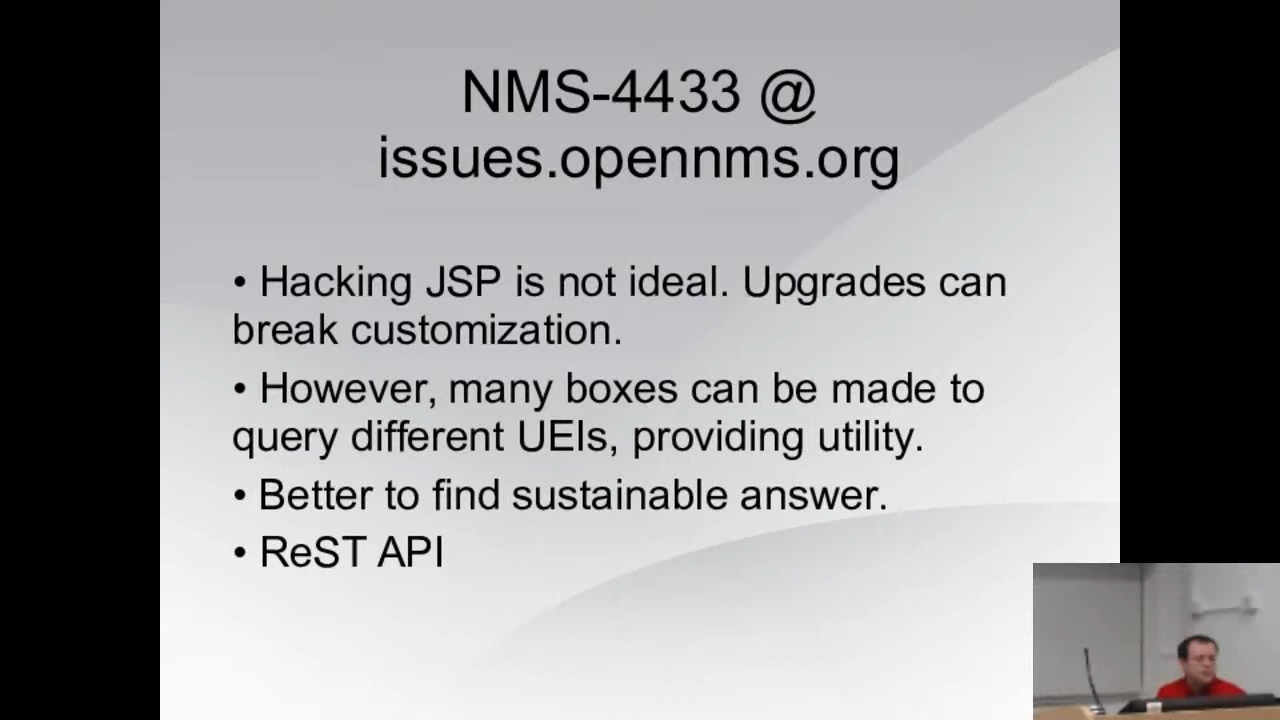 NMS-4433 @
issues.opennms.org
• Hacking JSP is not ideal. Upgrades can
break customization.
• However, many boxes can be made to
query different UEIs, providing utility.
• Better to find sustainable answer.
• ReST API